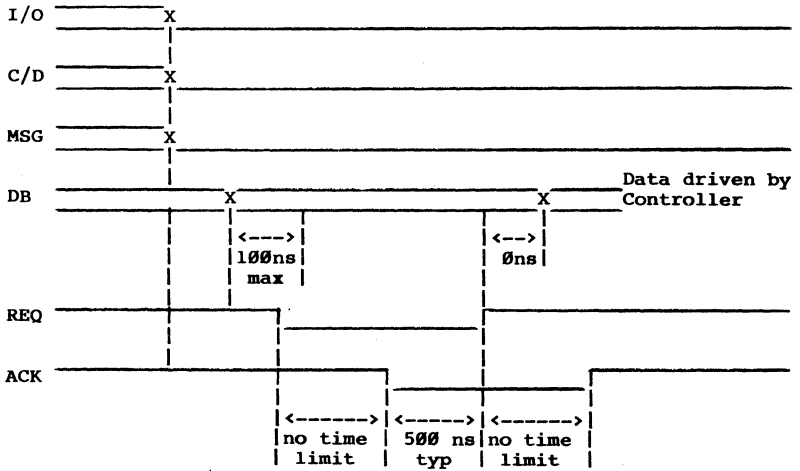 I/O
x
C/D
x
MSG
x
DB
x
x
Data driven by
Controller
<---> 
100ns
max
<-->
0ns
REQ
ACK
<------>
no time
limit
<----->
500 ns
typ
<------>
no time
limit